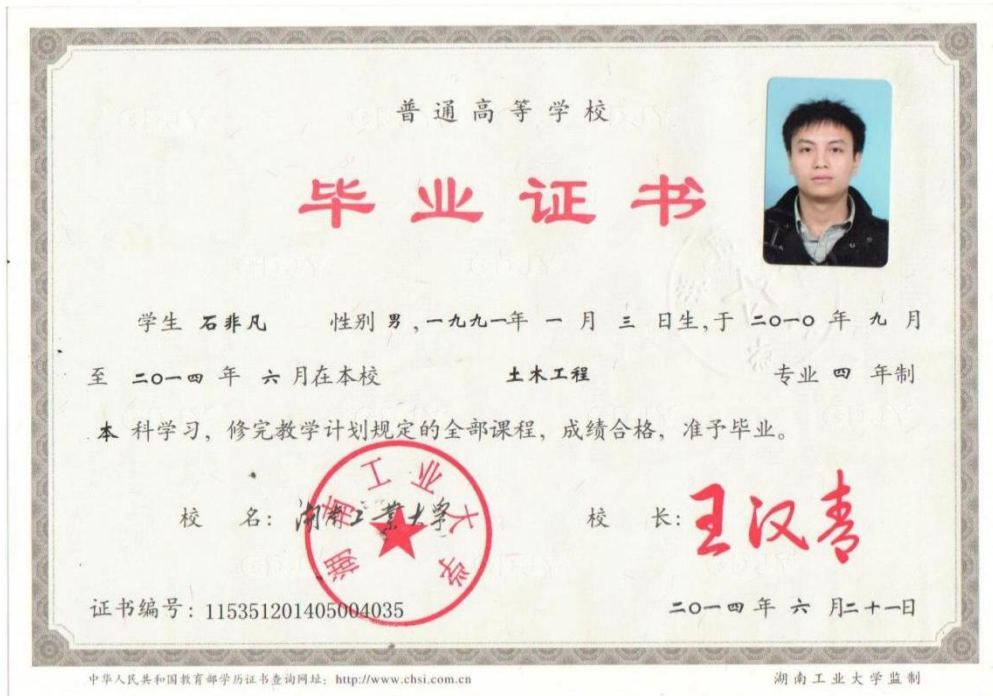 普通高等学校
毕业证书
学生 石非凡 性别 男，一九九一年 一 月 三 日生，于 二〇一〇 年 九 月
至 二〇一四 年 六 月在本校 土木工程 专业 四 年制
本 科学习，修完教学计划规定的全部课程，成绩合格，准予毕业。
校 名：湖南工业大学 校 长：王汉青
湖南工业大学
证书编号：115351201405004035 二〇一四 年 六 月二十一日
中华人民共和国教育部学历证书查询网址：http://www.chsi.com.cn 湖南工业大学监制